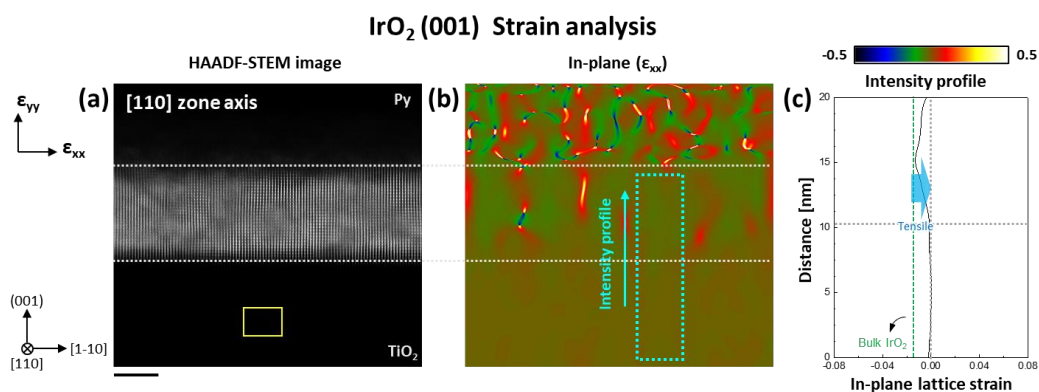 IrO₂ (001) Strain analysis
HAADF-STEM image
In-plane (εxx)
-0.5
0.5
Intensity profile
εyy
εxx
(a)
[110] zone axis
Py
(b)
(c)
Intensity profile
20
15
10
5
0
Distance [nm]
Tensile
Bulk IrO₂
(001)
[1-10]
[110]
TiO₂
-0.08
-0.04
0.00
0.04
0.08
In-plane lattice strain